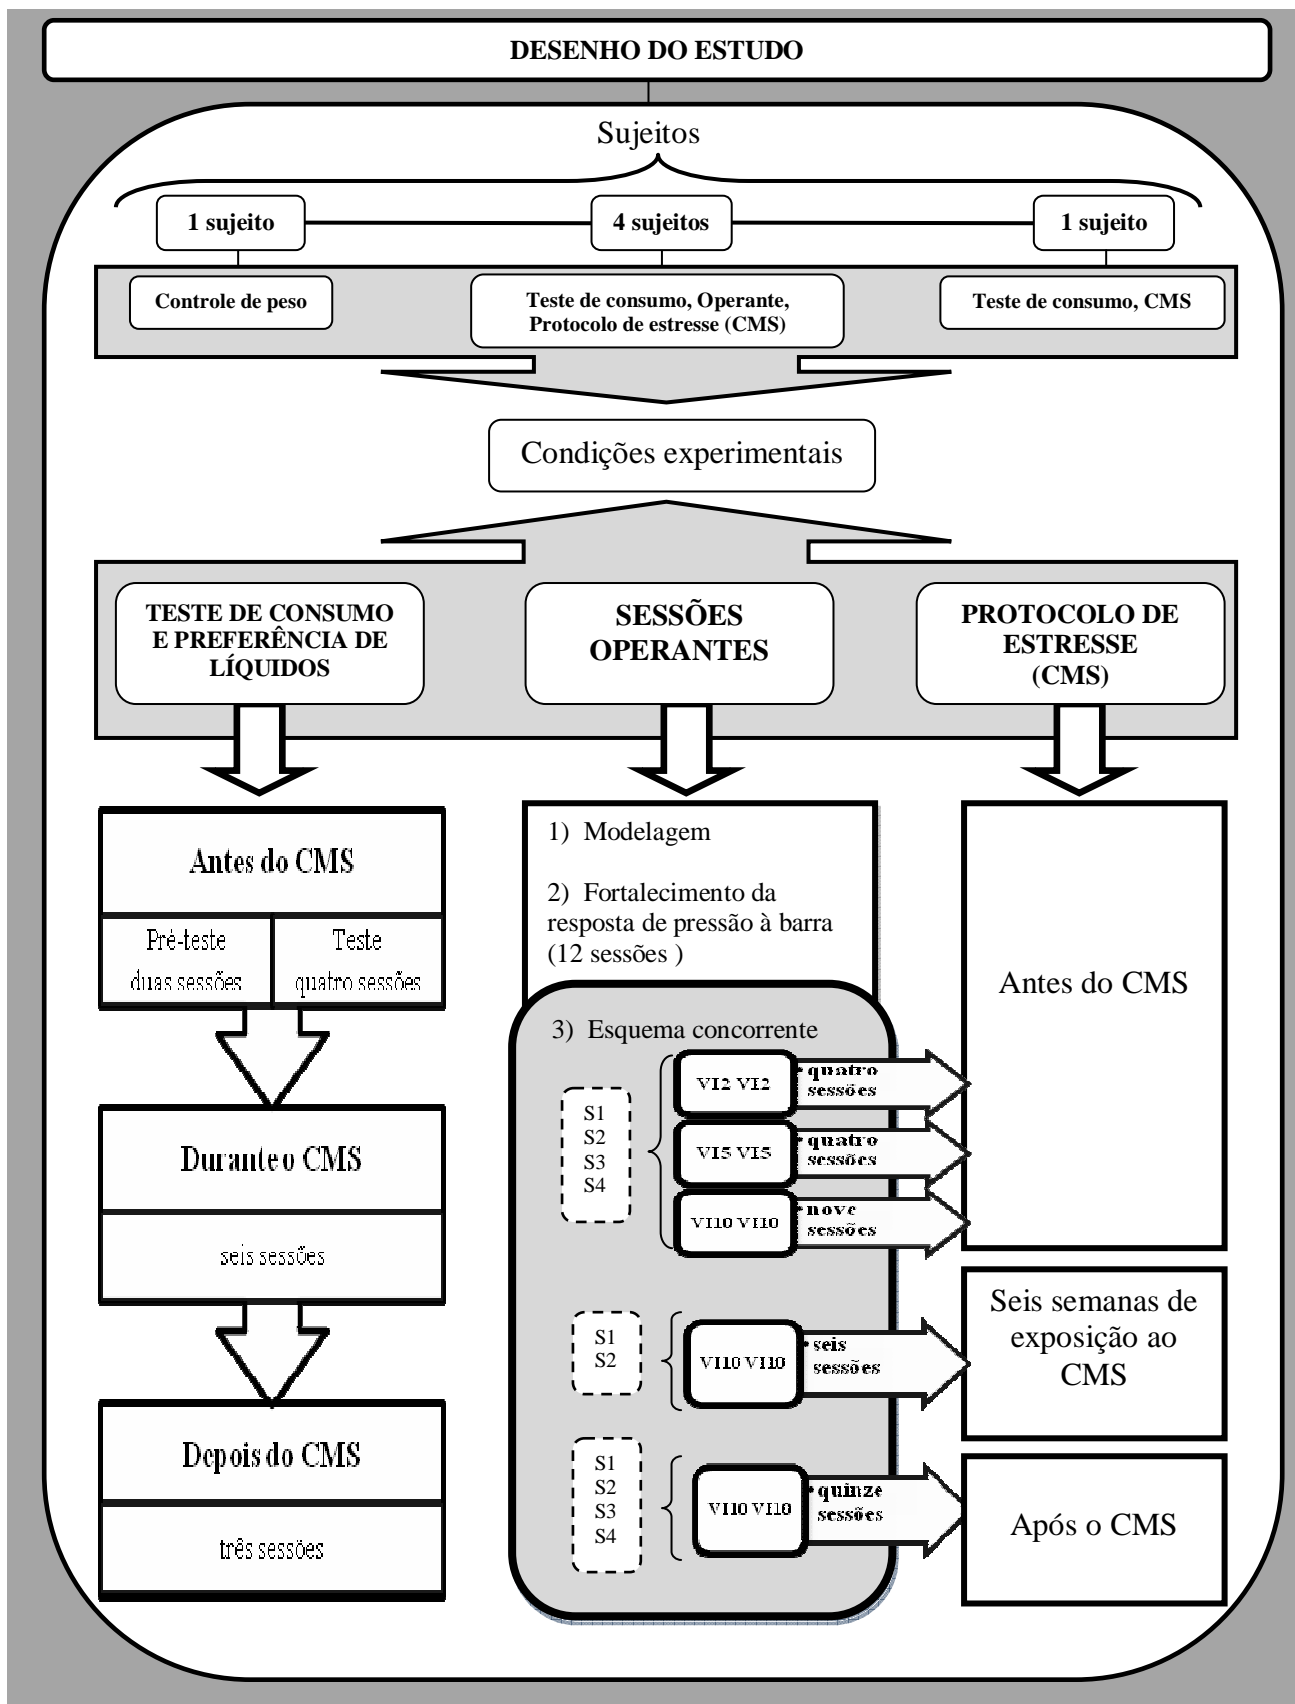 DESENHO DO ESTUDO
Sujeitos
1 sujeito
4 sujeitos
1 sujeito
Controle de peso
Teste de consumo, Operante,
Protocolo de estresse (CMS)
Teste de consumo, CMS
Condições experimentais
TESTE DE CONSUMO
E PREFERÊNCIA DE
LÍQUIDOS
SESSÕES
OPERANTES
PROTOCOLO DE
ESTRESSE
(CMS)
Antes do CMS
Pré-teste
duas sessões
Teste
quatro sessões
Durante o CMS
seis sessões
Depois do CMS
três sessões
1) Modelagem
2) Fortalecimento da
resposta de pressão à barra
(12 sessões )
3) Esquema concorrente
S1
S2
S3
S4
VI2 VI2
• quatro
sessões
VI5 VI5
• quatro
sessões
VI10 VI10
• nove
sessões
S1
S2
VI10 VI10
• seis
sessões
S1
S2
S3
S4
VI10 VI10
• quinze
sessões
Antes do CMS
Seis semanas de
exposição ao
CMS
Após o CMS